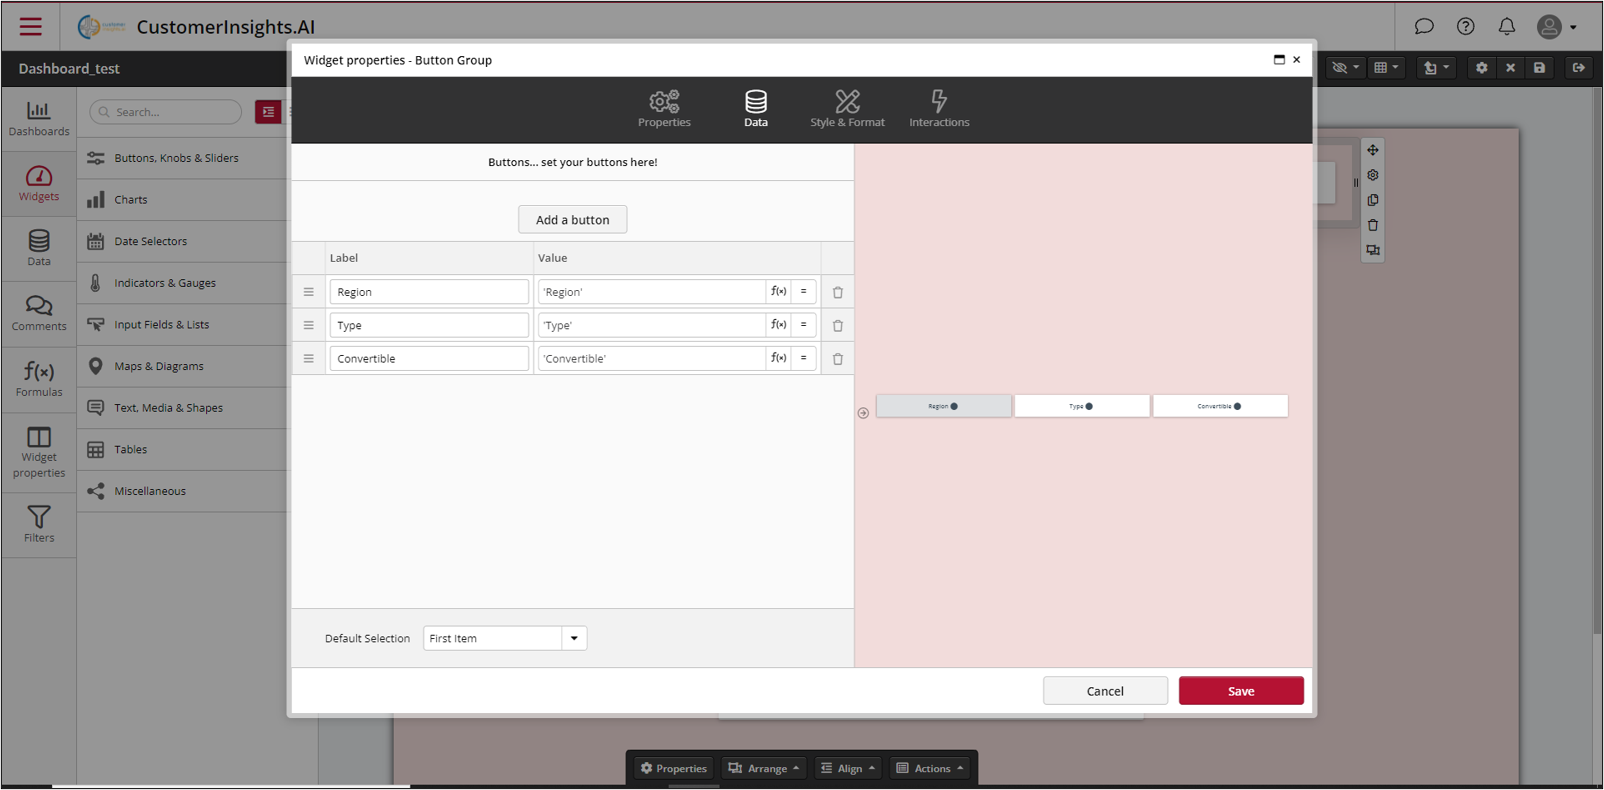 CustomerInsights.AI
Dashboard_test
Widget properties - Button Group
Properties
Data
Style & Format
Interactions
Dashboards
Widgets
Data
Comments
Formulas
Widget
properties
Filters
Search...
Buttons, Knobs & Sliders
Charts
Date Selectors
Indicators & Gauges
Input Fields & Lists
Maps & Diagrams
Text, Media & Shapes
Tables
Miscellaneous
Buttons... set your buttons here!
Add a button
Label
Value
Region
'Region'
f(x)
=
Type
'Type'
f(x)
=
Convertible
'Convertible'
f(x)
=
Default Selection
First Item
Region
Type
Convertible
Cancel
Save
Properties
Arrange
Align
Actions